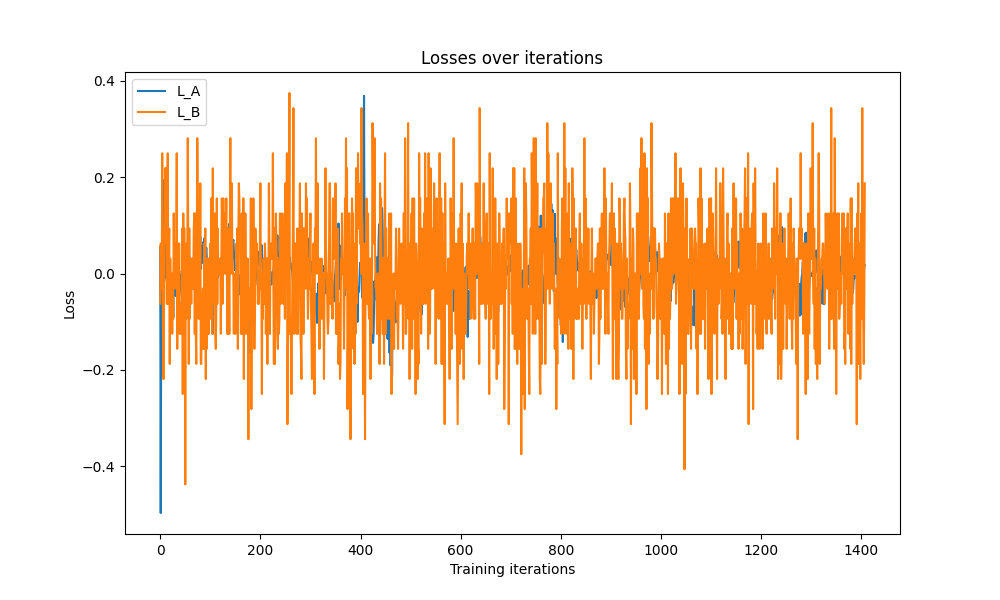 Losses over iterations
L_A
L_B
0.4
0.2
0.0
−0.2
−0.4
Loss
0 200 400 600 800 1000 1200 1400
Training iterations